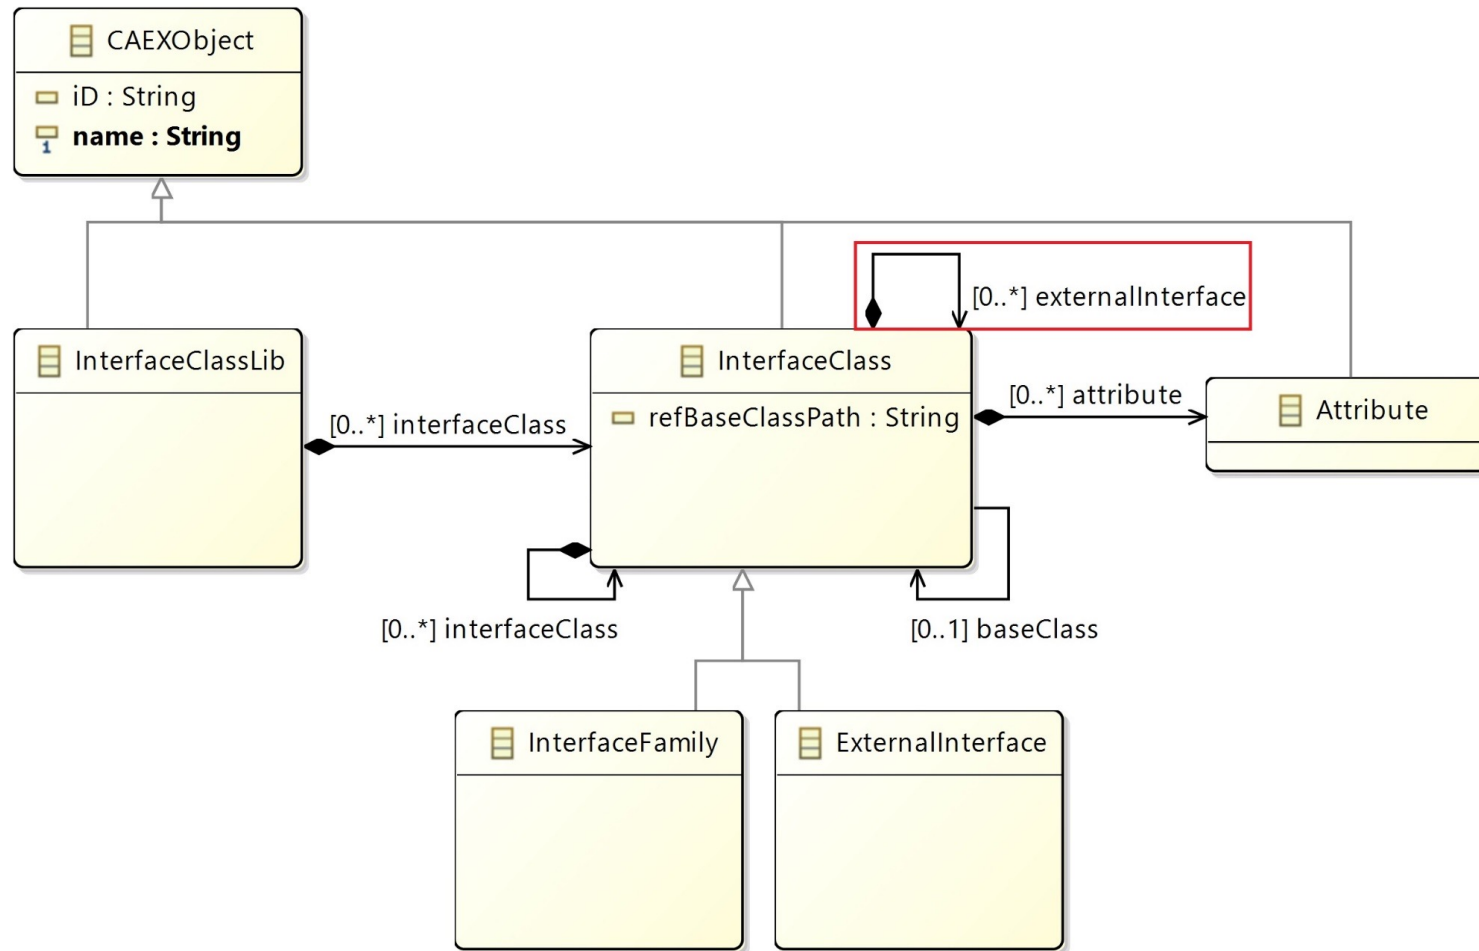 CAEXObject
iD : String
1
name : String
[0..*] externalInterface
InterfaceClassLib
InterfaceClass
[0..*] interfaceClass
refBaseClassPath : String
[0..*] attribute
Attribute
[0..*] interfaceClass
[0..1] baseClass
InterfaceFamily
ExternalInterface